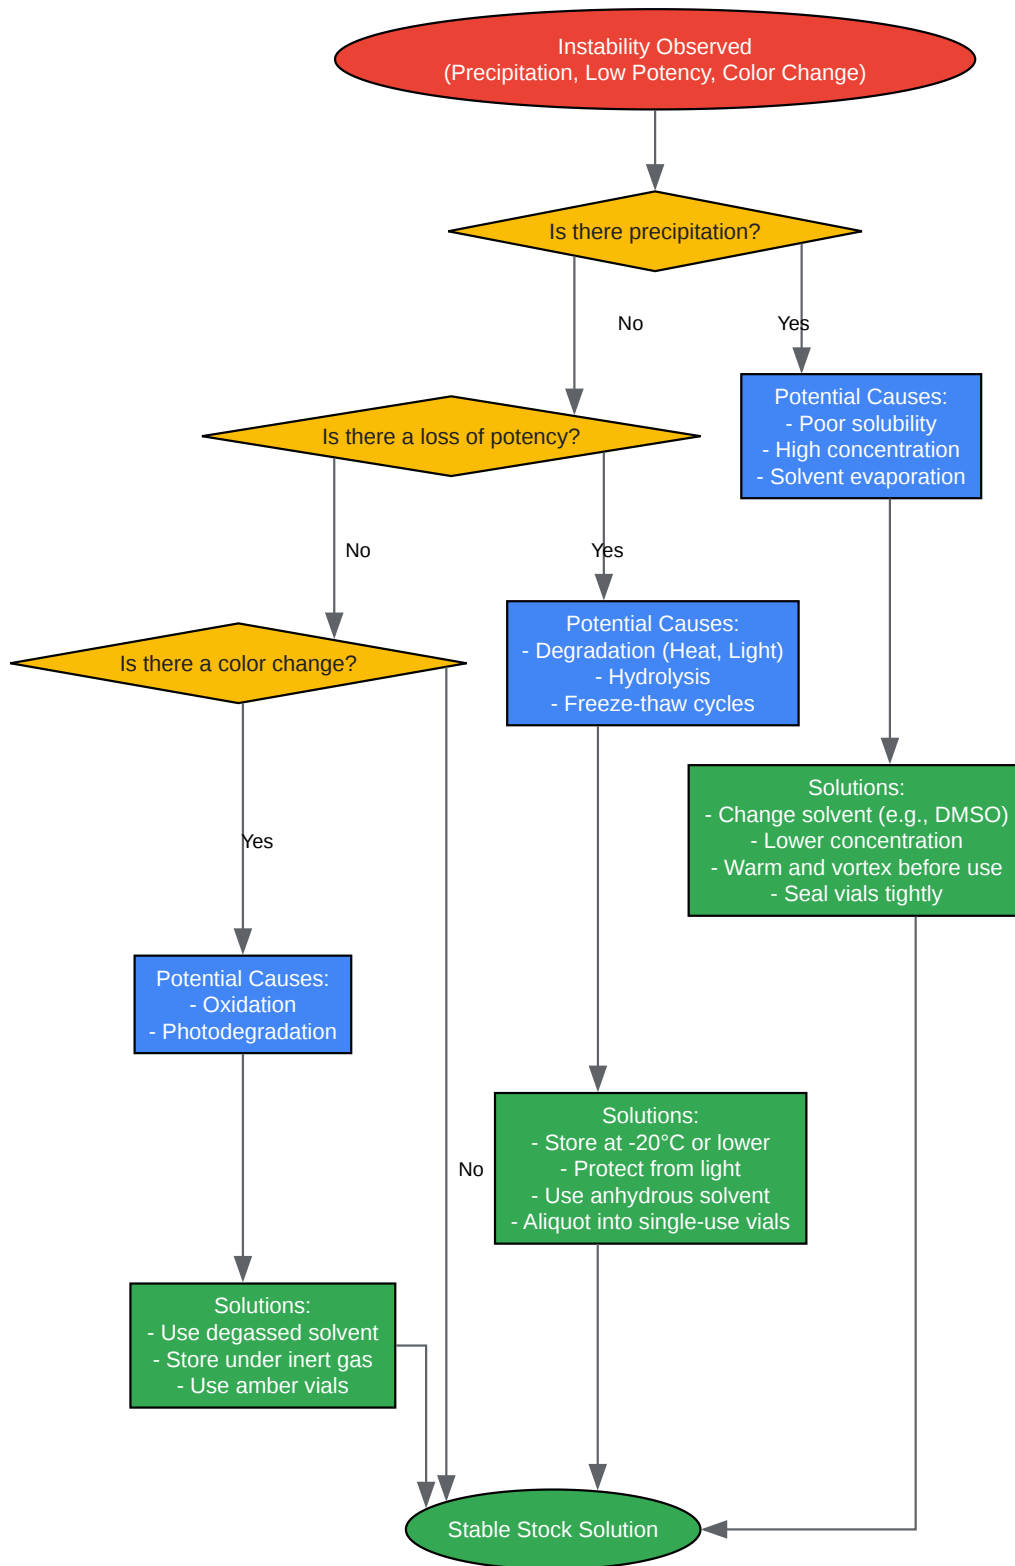 Instability Observed
(Precipitation, Low Potency, Color Change)
Is there precipitation?
No
Yes
Potential Causes:
- Poor solubility
- High concentration
- Solvent evaporation
Is there a loss of potency?
No
Yes
Potential Causes:
- Degradation (Heat, Light)
- Hydrolysis
- Freeze-thaw cycles
Is there a color change?
Solutions:
- Change solvent (e.g., DMSO)
- Lower concentration
- Warm and vortex before use
- Seal vials tightly
Yes
Potential Causes:
- Oxidation
- Photodegradation
No
Solutions:
- Store at -20°C or lower
- Protect from light
- Use anhydrous solvent
- Aliquot into single-use vials
Solutions:
- Use degassed solvent
- Store under inert gas
- Use amber vials
Stable Stock Solution